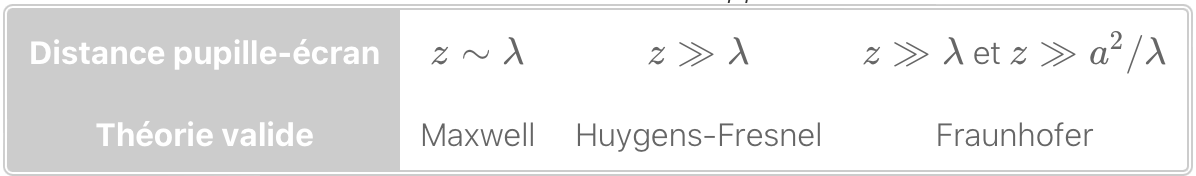 Distance pupille-écran z ∼ λ z ≫ λ z ≫ λ et z ≫ a²/λ
Théorie valide Maxwell Huygens-Fresnel Fraunhofer